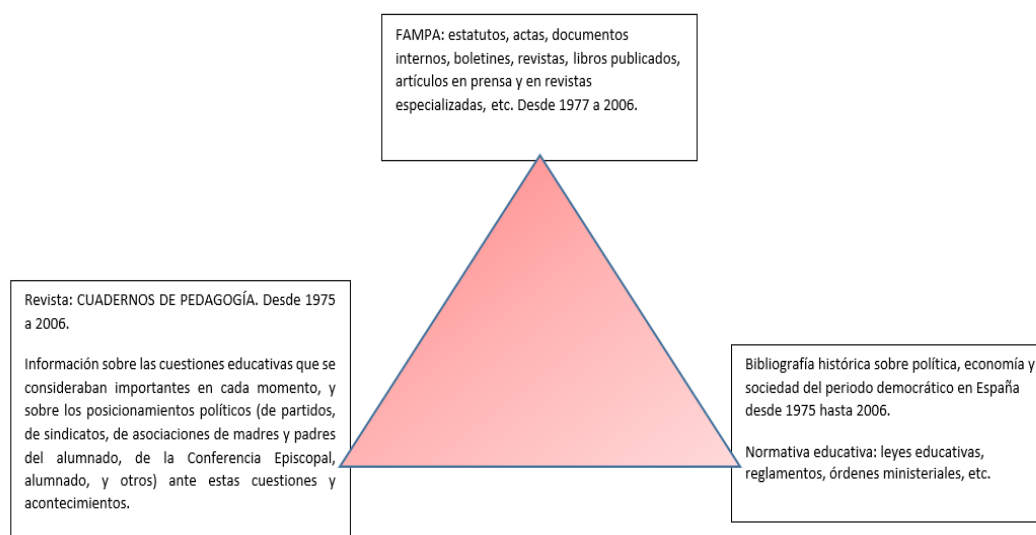 FAMPA: estatutos, actas, documentos
internos, boletines, revistas, libros publicados,
artículos en prensa y en revistas
especializadas, etc. Desde 1977 a 2006.
Revista: CUADERNOS DE PEDAGOGÍA. Desde 1975
a 2006.
Información sobre las cuestiones educativas que se
consideraban importantes en cada momento, y
sobre los posicionamientos políticos (de partidos,
de sindicatos, de asociaciones de madres y padres
del alumnado, de la Conferencia Episcopal,
alumnado, y otros) ante estas cuestiones y
acontecimientos.
Bibliografía histórica sobre política, economía y
sociedad del periodo democrático en España
desde 1975 hasta 2006.
Normativa educativa: leyes educativas,
reglamentos, órdenes ministeriales, etc.